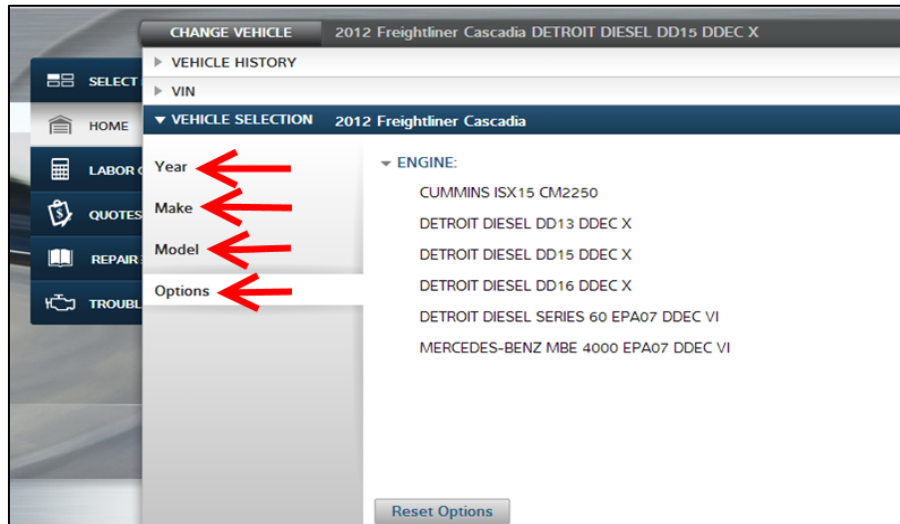 CHANGE VEHICLE 2012 Freightliner Cascadia DETROIT DIESEL DD15 DDEC X
VEHICLE HISTORY
VIN
VEHICLE SELECTION 2012 Freightliner Cascadia
SELECT
HOME
LABOR
QUOTES
REPAIR
Year
Make
Model
Options
ENGINE:
CUMMINS ISX15 CM2250
DETROIT DIESEL DD13 DDEC X
DETROIT DIESEL DD15 DDEC X
DETROIT DIESEL DD16 DDEC X
DETROIT DIESEL SERIES 60 EPA07 DDEC VI
MERCEDES-BENZ MBE 4000 EPA07 DDEC VI
Reset Options